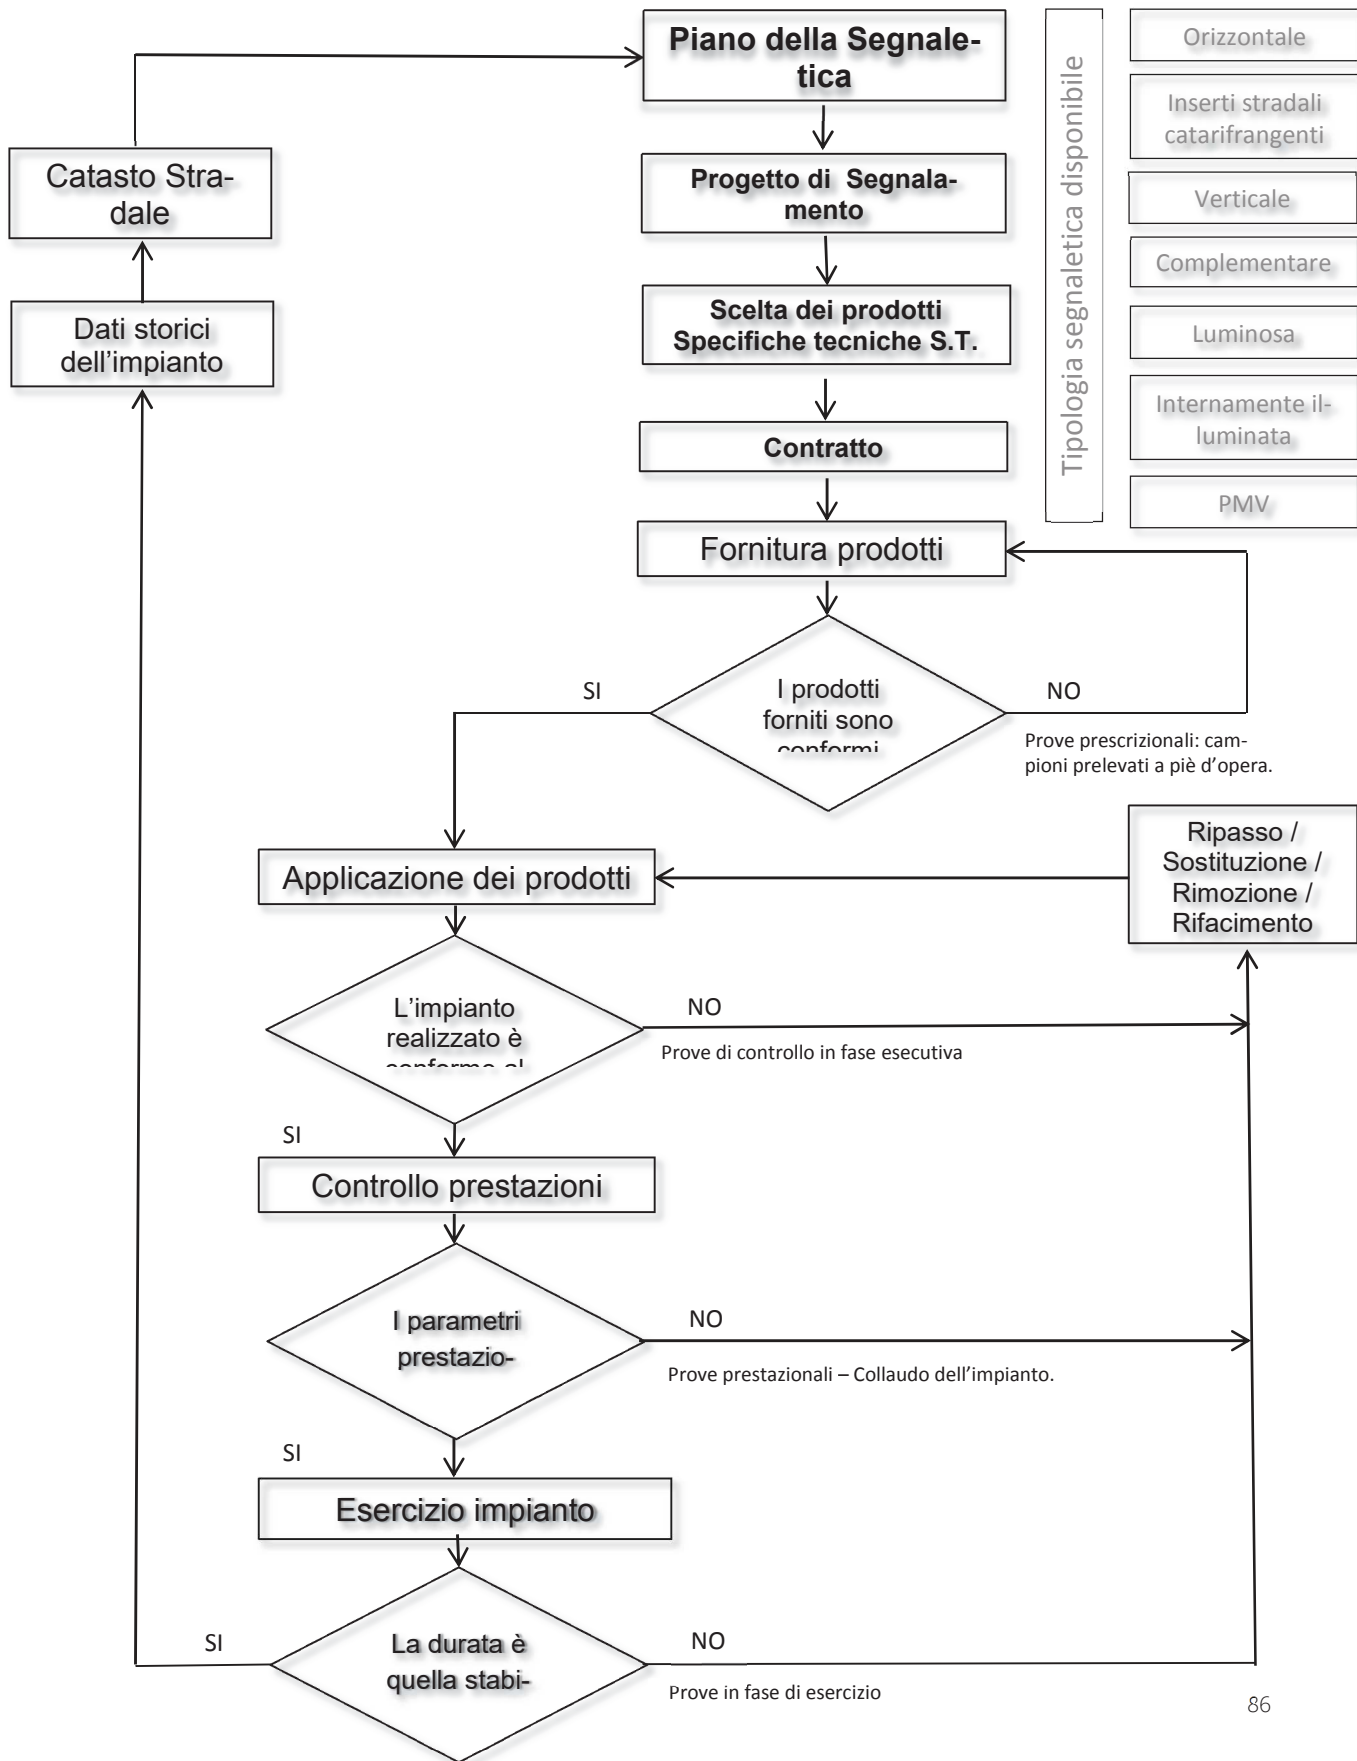 Piano della Segnale-
tica
Tipologia segnaletica disponibile
Orizzontale
Inserti stradali
catarifrangenti
Verticale
Complementare
Luminosa
Internamente il-
luminata
PMV
Catasto Stra-
dale
Progetto di Segnala-
mento
Dati storici
dell’impianto
Scelta dei prodotti
Specifiche tecniche S.T.
Contratto
Fornitura prodotti
SI
I prodotti
forniti sono
conformi
NO
Prove prescrizionali: cam-
pioni prelevati a piè d’opera.
Ripasso /
Sostituzione /
Rimozione /
Rifacimento
Applicazione dei prodotti
L’impianto
realizzato è
conforme al
NO
Prove di controllo in fase esecutiva
SI
Controllo prestazioni
I parametri
prestazio-
NO
Prove prestazionali – Collaudo dell’impianto.
SI
Esercizio impianto
SI
La durata è
quella stabi-
NO
Prove in fase di esercizio
86